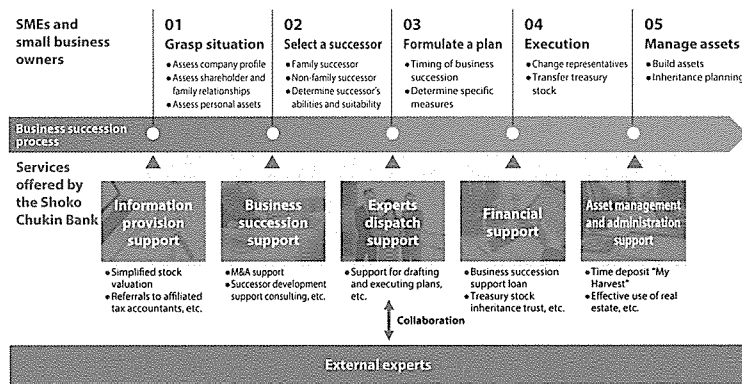 SMEs and
small business
owners
01
Grasp situation
•Assess company profile
•Assess shareholder and
family relationships
•Assess personal assets
02
Select a successor
•Family successor
•Non-family successor
•Determine successor's
abilities and suitability
03
Formulate a plan
•Timing of business
succession
•Determine specific
measures
04
Execution
•Change representatives
•Transfer treasury
stock
05
Manage assets
•Build assets
•Inheritance planning
Business succession
process
Services
offered by
the Shoko
Chukin Bank
Information
provision
support
•Simplified stock
valuation
•Referrals to affiliated
tax accountants, etc.
Business
succession
support
•M&A support
•Successor development
support consulting, etc.
Experts
dispatch
support
•Support for drafting
and executing plans,
etc.
Financial
support
•Business succession
support loan
•Treasury stock
inheritance trust, etc.
Asset management
and administration
support
•Time deposit "My
Harvest"
•Effective use of real
estate, etc.
Collaboration
External experts